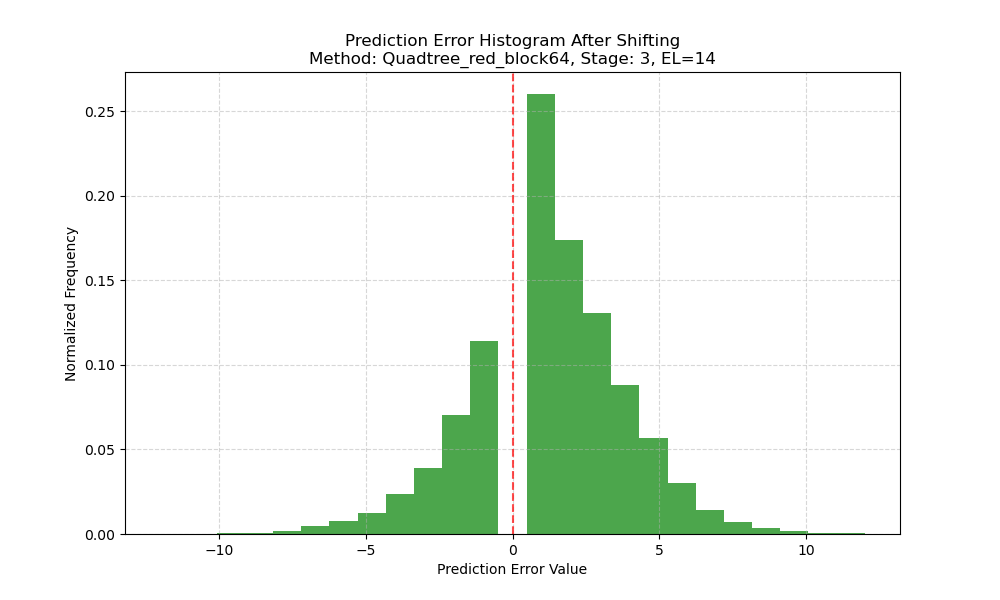 Prediction Error Histogram After Shifting
Method: Quadtree_red_block64, Stage: 3, EL=14
Normalized Frequency
0.25
0.20
0.15
0.10
0.05
0.00
−10
−5
0
5
10
Prediction Error Value